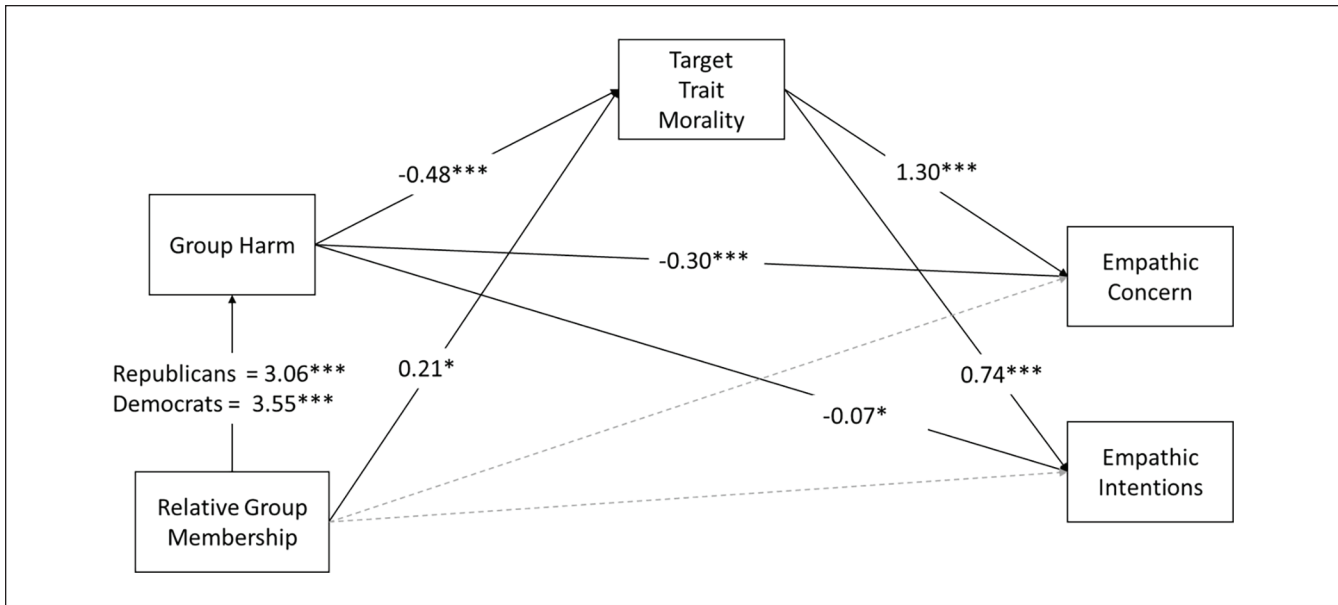 Target
Trait
Morality
-0.48***
1.30***
Group Harm
-0.30***
Empathic
Concern
Republicans = 3.06***
Democrats = 3.55***
0.21*
0.74***
-0.07*
Empathic
Intentions
Relative Group
Membership